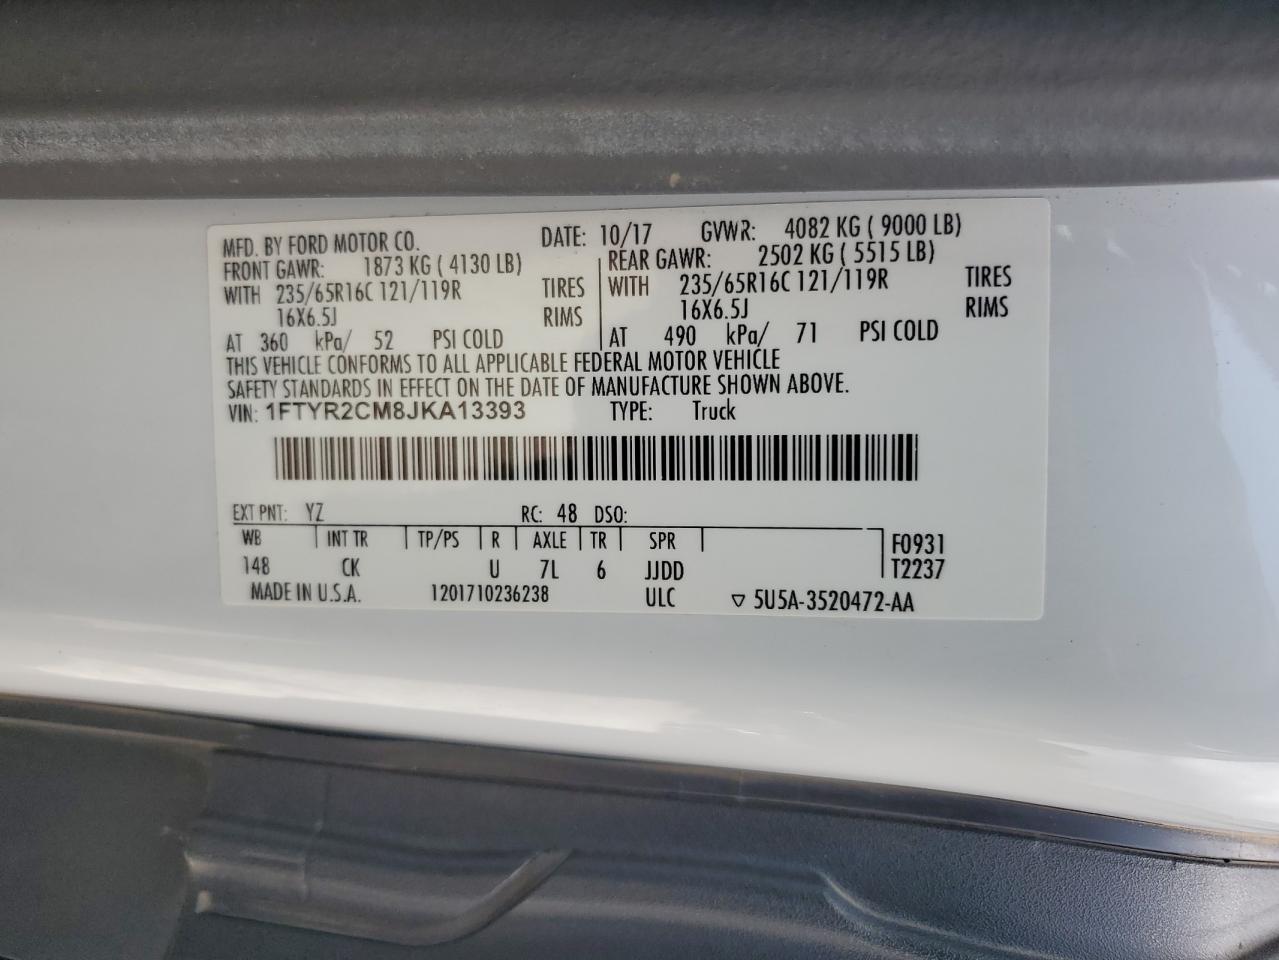 MFD. BY FORD MOTOR CO. DATE: 10/17 GVWR: 4082 KG ( 9000 LB)
FRONT GAWR: 1873 KG ( 4130 LB) REAR GAWR: 2502 KG ( 5515 LB)
WITH 235/65R16C 121/119R TIRES WITH 235/65R16C 121/119R TIRES
16X6.5J RIMS 16X6.5J RIMS
AT 360 kPa/ 52 PSI COLD AT 490 kPa/ 71 PSI COLD
THIS VEHICLE CONFORMS TO ALL APPLICABLE FEDERAL MOTOR VEHICLE
SAFETY STANDARDS IN EFFECT ON THE DATE OF MANUFACTURE SHOWN ABOVE.
VIN: 1FTYR2CM8JKA13393 TYPE: Truck
EXT PNT: YZ RC: 48 DSO:
WB INT TR TP/PS R AXLE TR SPR F0931
148 CK U 7L 6 JJDD T2237
MADE IN U.S.A. 1201710236238 ULC ▽ 5U5A-3520472-AA